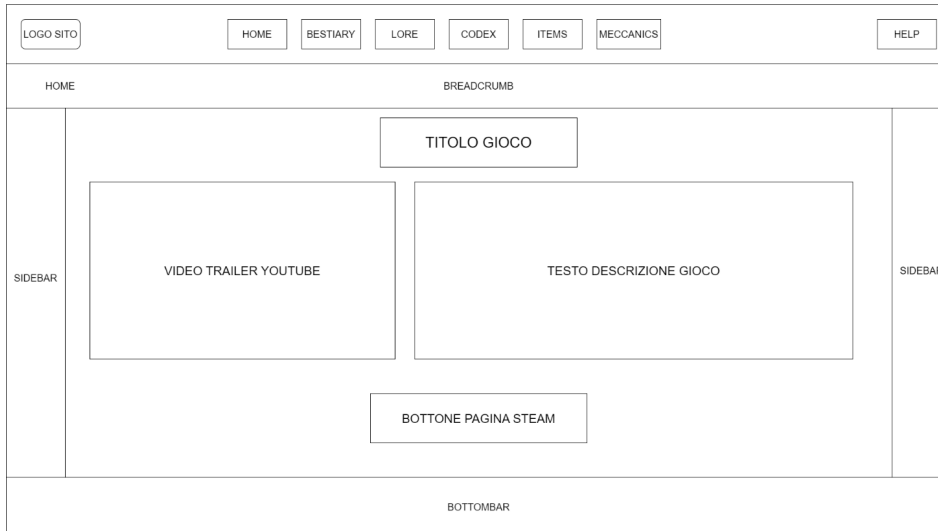 LOGO SITO
HOME
BESTIARY
LORE
CODEX
ITEMS
MECCANICS
HELP
HOME
BREADCRUMB
TITOLO GIOCO
SIDEBAR
VIDEO TRAILER YOUTUBE
TESTO DESCRIZIONE GIOCO
SIDEBAR
BOTTONE PAGINA STEAM
BOTTOMBAR